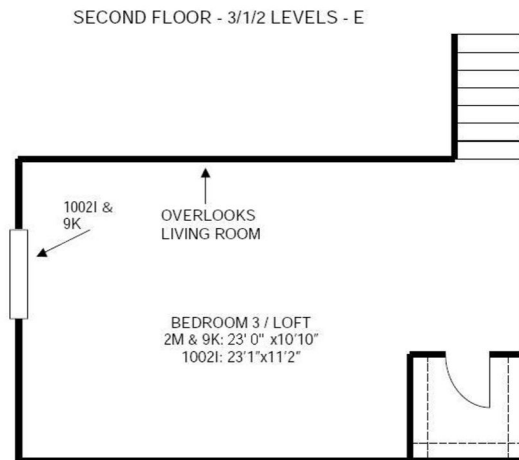 SECOND FLOOR - 3/1/2 LEVELS - E
1002I &
9K
OVERLOOKS
LIVING ROOM
BEDROOM 3 / LOFT
2M & 9K: 23' 0" x10'10"
1002I: 23'1"x11'2"